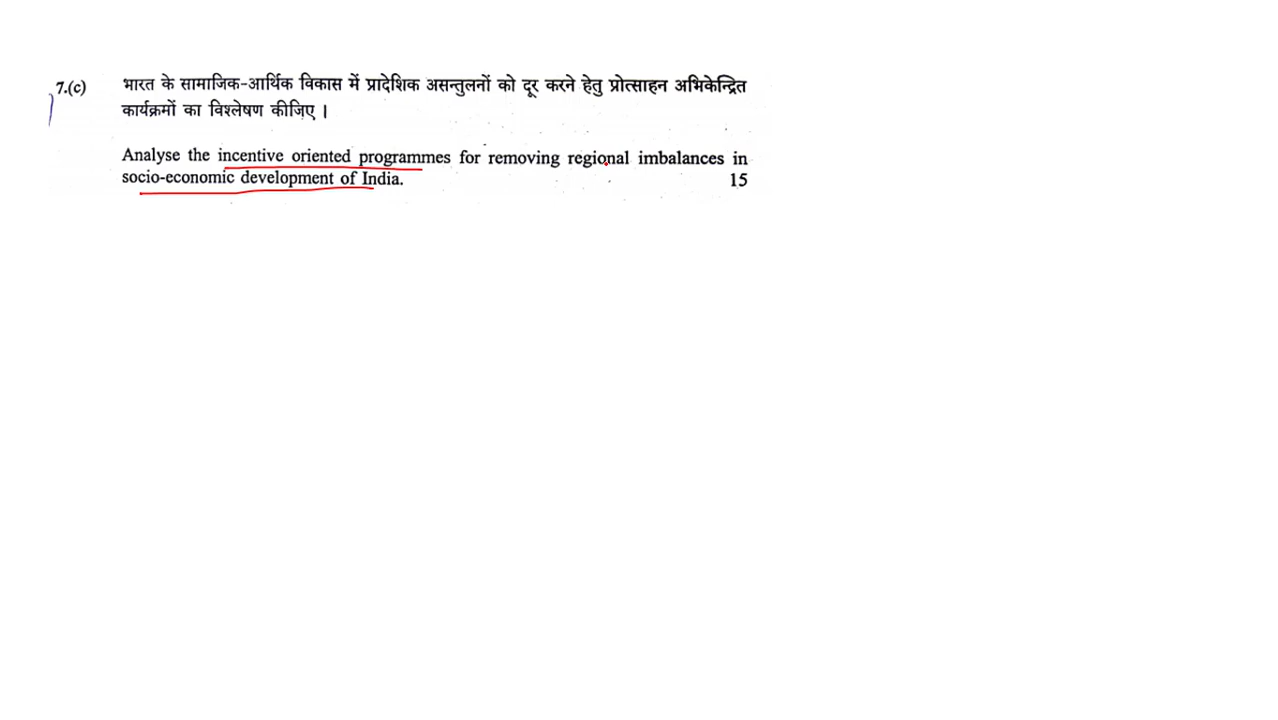 7.(c) भारत के सामाजिक-आर्थिक विकास में प्रादेशिक असन्तुलनों को दूर करने हेतु प्रोत्साहन अभिकेन्द्रित
कार्यक्रमों का विश्लेषण कीजिए ।
Analyse the incentive oriented programmes for removing regional imbalances in
socio-economic development of India. 15